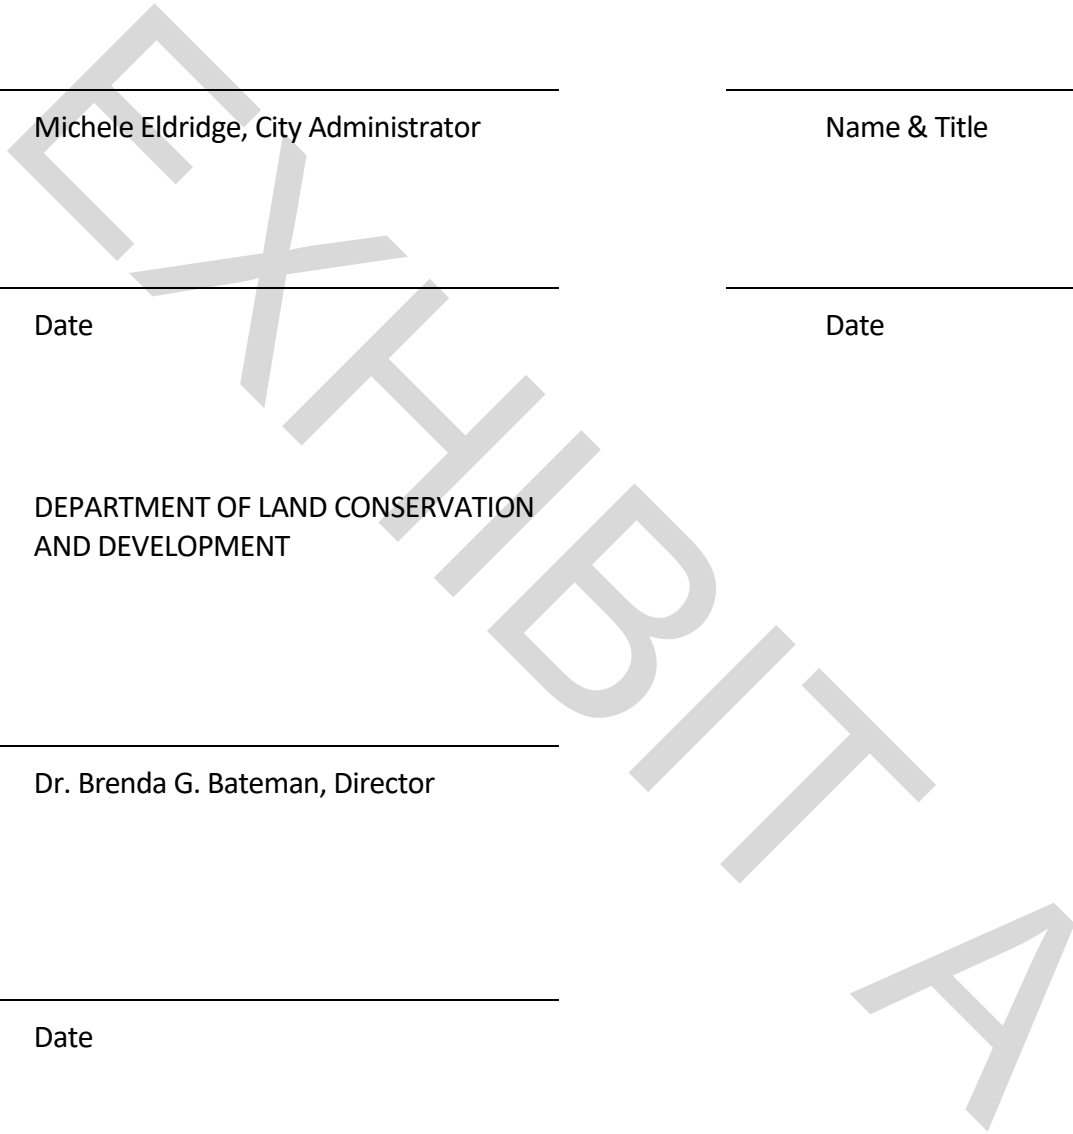 Michele Eldridge, City Administrator
Name & Title
Date
Date
DEPARTMENT OF LAND CONSERVATION
AND DEVELOPMENT
Dr. Brenda G. Bateman, Director
Date
EXHIBIT A